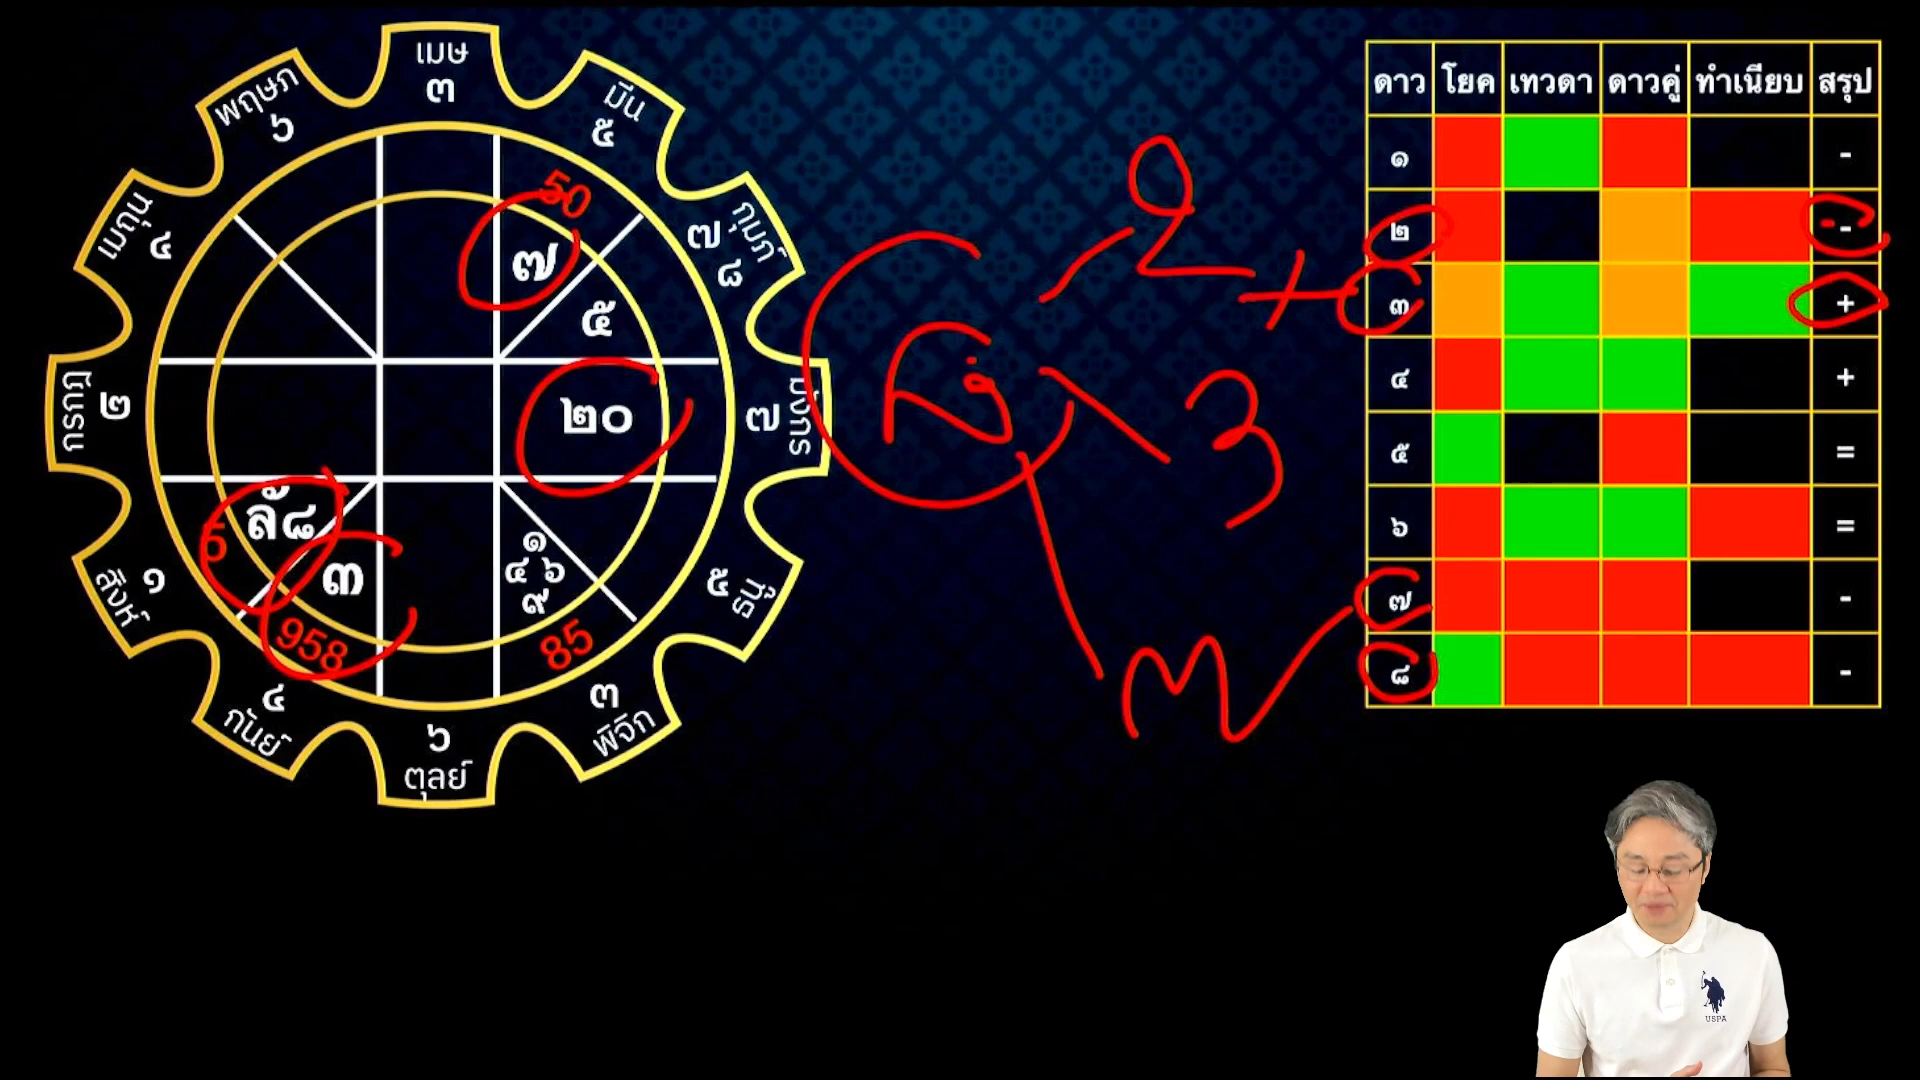 เมษ
๓
พฤษภ
๖
มีน
๕
เมถุน
๔
กุมภ์
๗
๘
กรกฎ
๒
มังกร
๗
สิงห์
๑
ธนู
๕
กันย์
๔
ตุลย์
๖
พิจิก
๓
50
๗
๕
๒๐
ลั๘
6
๓
958
๑
๔ ๖
๙
85
ส
2
3
ดาว โยค เทวดา ดาวคู่ ทำเนียบ สรุป
๑ -
๒ -
๓ +
๔ +
๕ =
๖ =
๗ -
๘ -
USPA